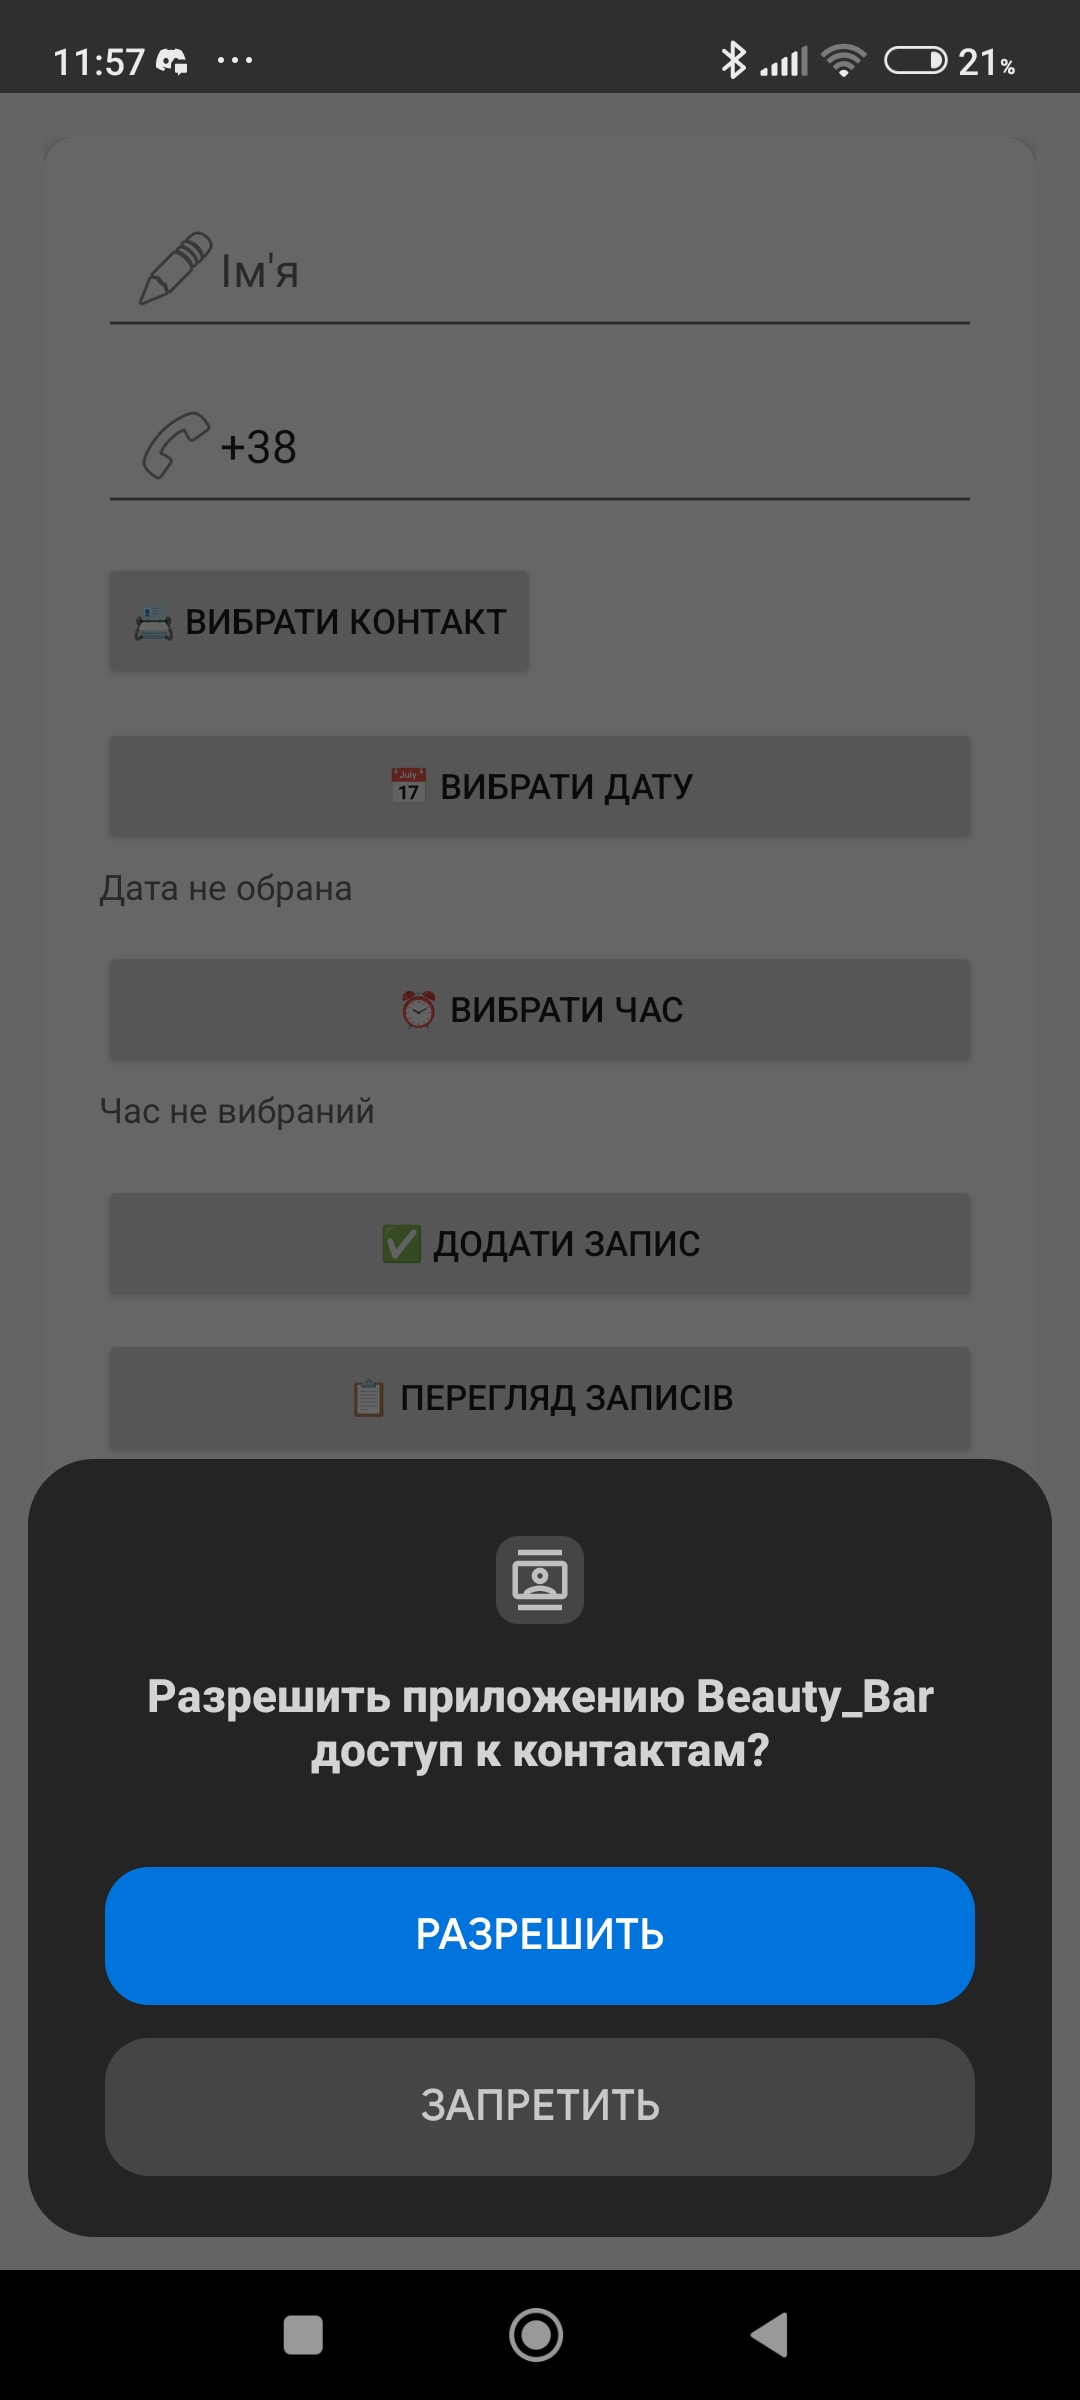 11:57 ... 21%
Ім'я
+38
ВИБРАТИ КОНТАКТ
July
17
ВИБРАТИ ДАТУ
Дата не обрана
ВИБРАТИ ЧАС
Час не вибраний
ДОДАТИ ЗАПИС
ПЕРЕГЛЯД ЗАПИСІВ
Разрешить приложению Beauty_Bar
доступ к контактам?
РАЗРЕШИТЬ
ЗАПРЕТИТЬ